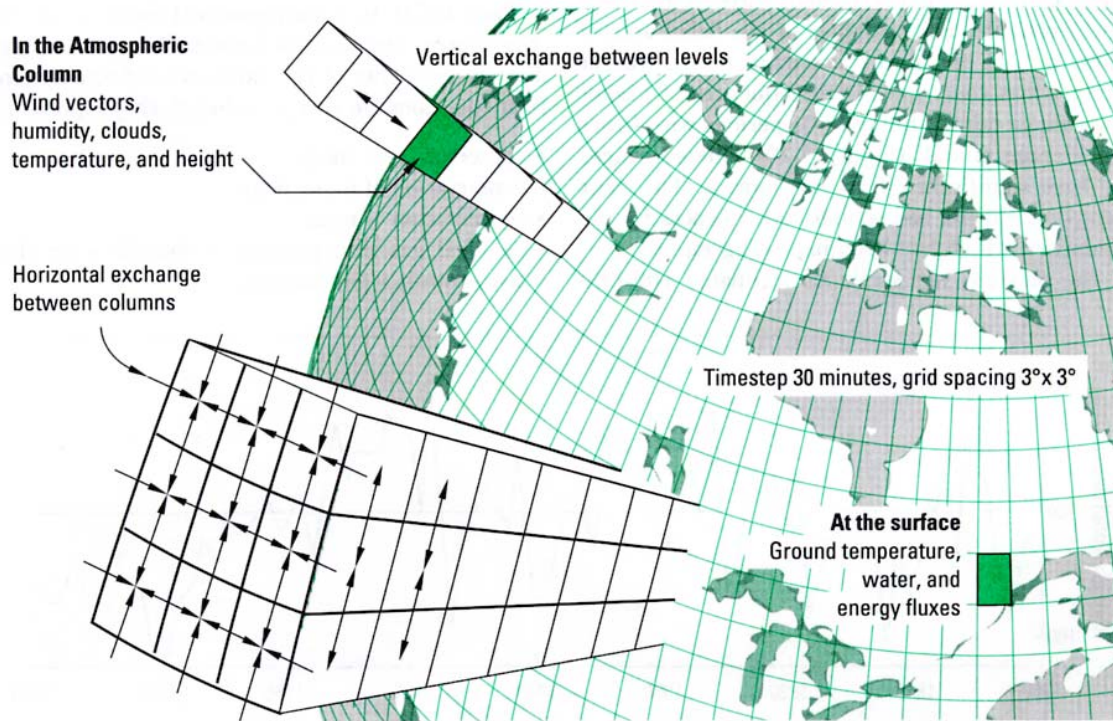 In the Atmospheric
Column
Wind vectors,
humidity, clouds,
temperature, and height
Vertical exchange between levels
Horizontal exchange
between columns
Timestep 30 minutes, grid spacing 3°x 3°
At the surface
Ground temperature,
water, and
energy fluxes